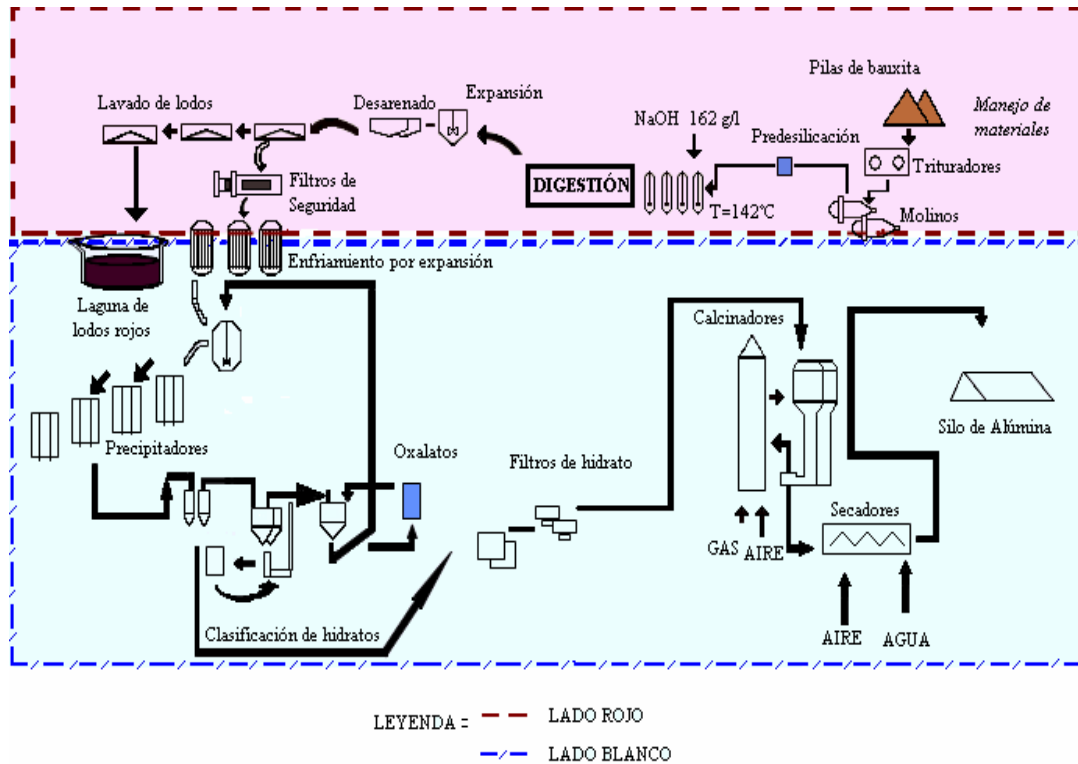 Pilas de bauxita
Manejo de
materiales
Expansión
Lavado de lodos
Desarenado
NaOH 162 g/l
Predesilicación
Trituradores
DIGESTIÓN
Filtros de
Seguridad
T=142°C
Molinos
Enfriamiento por expansión
Laguna de
lodos rojos
Calcinadores
Silo de Alúmina
Precipitadores
Oxalatos
Filtros de hidrato
Secadores
GAS
AIRE
Clasificación de hidratos
AIRE
AGUA
LEYENDA =
LADO ROJO
LADO BLANCO